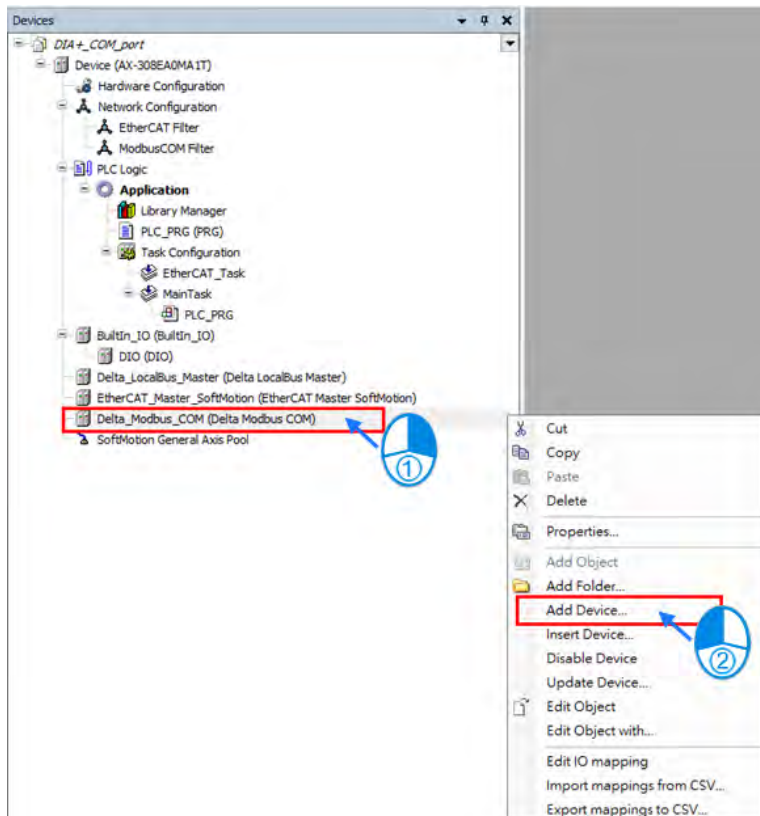 Devices
DIA+_COM_port
Device (AX-308EA0MA1T)
Hardware Configuration
Network Configuration
EtherCAT Filter
ModbusCOM Filter
PLC Logic
Application
Library Manager
PLC_PRG (PRG)
Task Configuration
EtherCAT_Task
MainTask
PLC_PRG
BuiltIn_IO (BuiltIn_IO)
DIO (DIO)
Delta_LocalBus_Master (Delta LocalBus Master)
EtherCAT_Master_SoftMotion (EtherCAT Master SoftMotion)
Delta_Modbus_COM (Delta Modbus COM)
SoftMotion General Axis Pool
①
Cut
Copy
Paste
Delete
Properties...
Add Object
Add Folder...
Add Device...
Insert Device...
②
Disable Device
Update Device...
Edit Object
Edit Object with...
Edit IO mapping
Import mappings from CSV...
Export mappings to CSV...